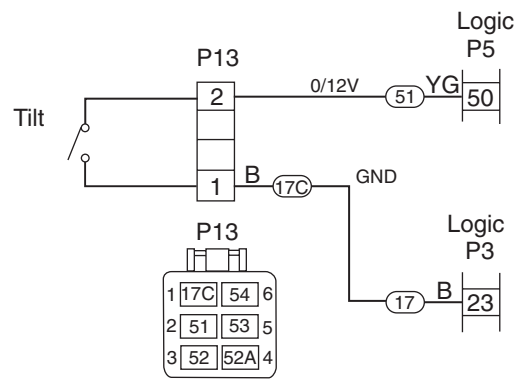 Logic
P5
P13
2
0/12V
51
YG
50
Tilt
1
B
17C
GND
P13
Logic
P3
1 17C 54 6
17
B
23
2 51 53 5
3 52 52A 4